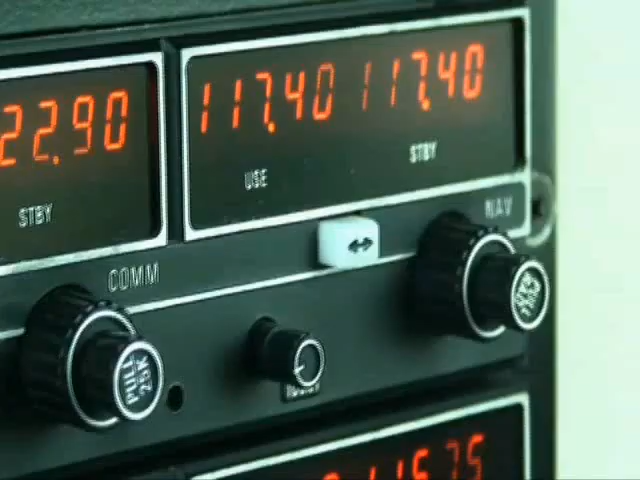 22.90 117.40 117.40
STBY USE STBY
NAV
COMM
PULL
25K